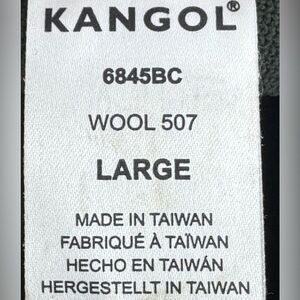 KANGOL®
6845BC
WOOL 507
LARGE
MADE IN TAIWAN
FABRIQUÉ À TAÏWAN
HECHO EN TAIWÁN
HERGESTELLT IN TAIWAN